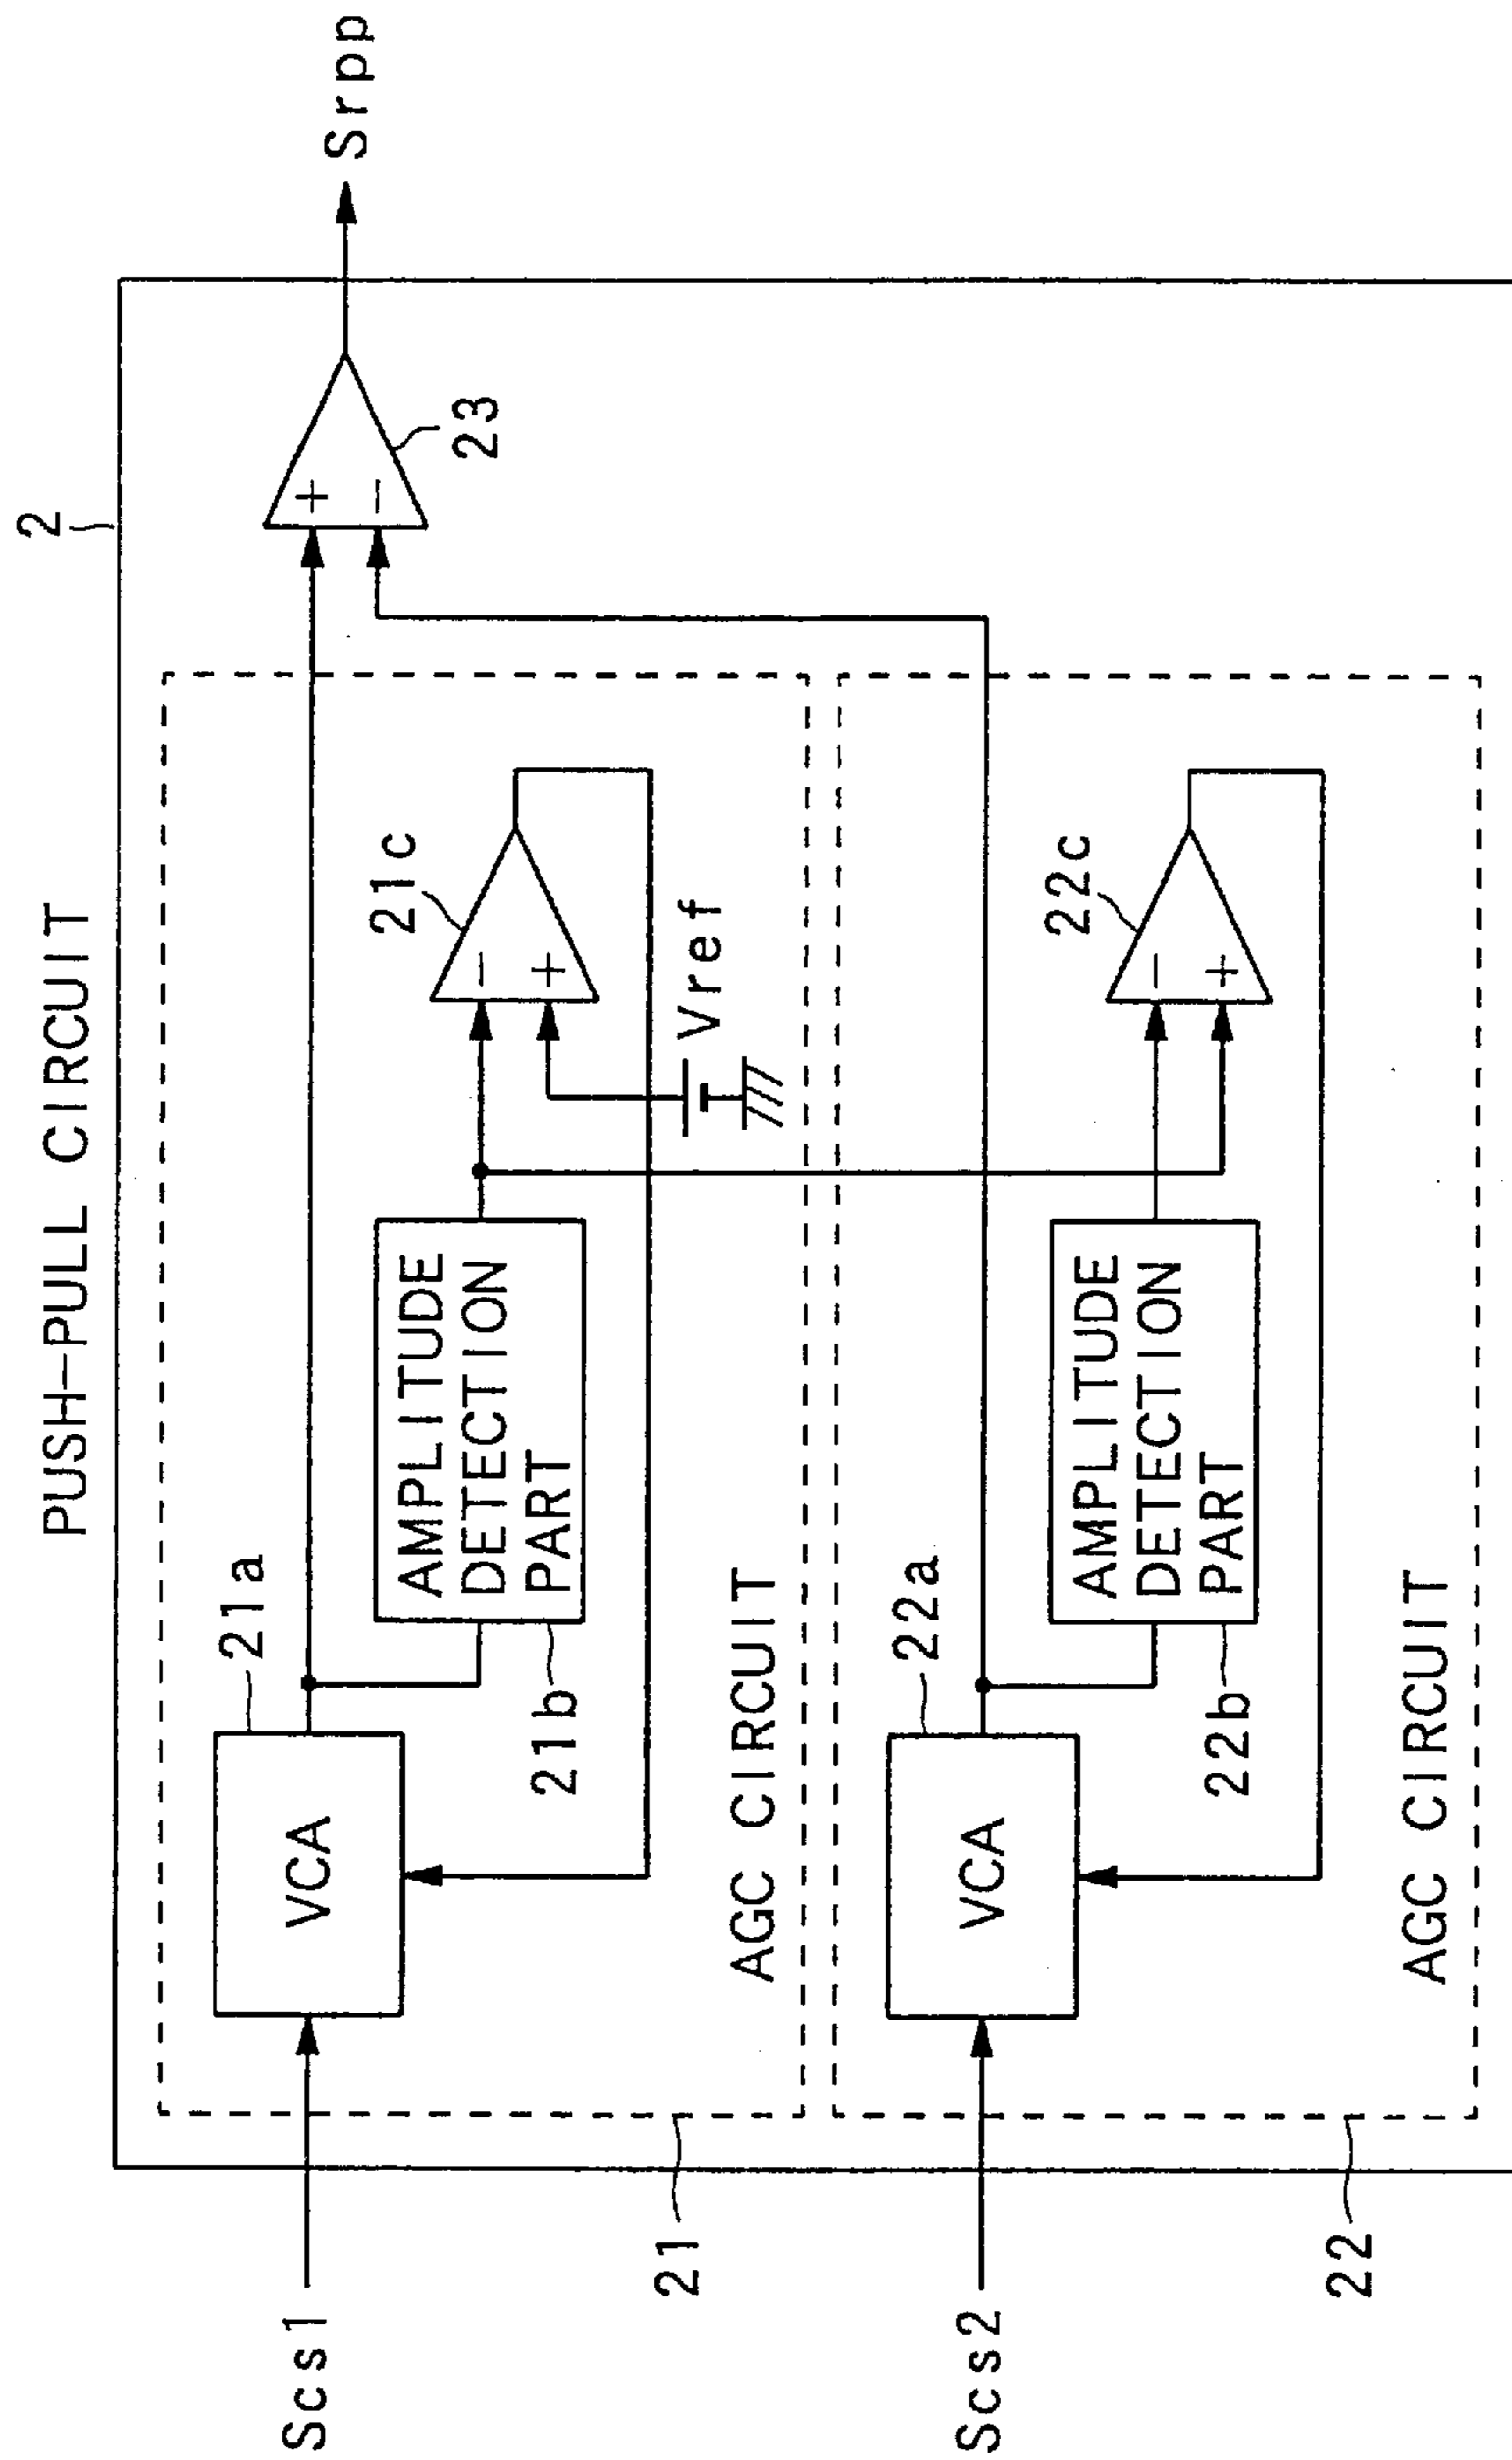 PUSH-PULL CIRCUIT
2
Scs1
VCA
21a
AMPLITUDE
DETECTION
PART
21b
21c
-
+
Vref
AGC CIRCUIT
21
+
-
23
Srpp
Scs2
VCA
22a
AMPLITUDE
DETECTION
PART
22b
22c
-
+
AGC CIRCUIT
22